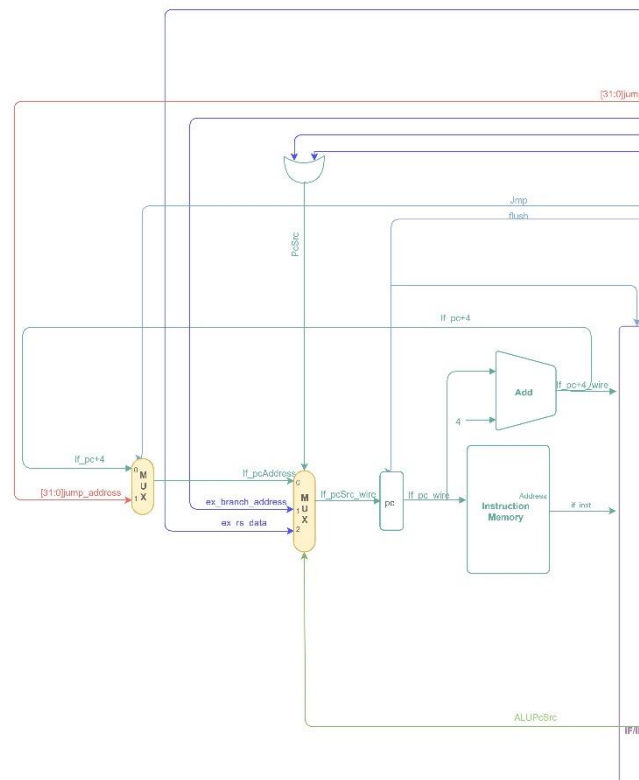 [31:0]jum
Jmp
flush
PcSrc
If_pc+4
Add
If_pc+4_wire
4
If_pc+4
0
M
U
X
1
[31:0]jump_address
If_pcAddress
0
M
U
X
1
2
ex_branch_address
ex_rs_data
If_pcSrc_wire
pc
If_pc_wire
Address
Instruction
Memory
if_inst
ALUPcSrc